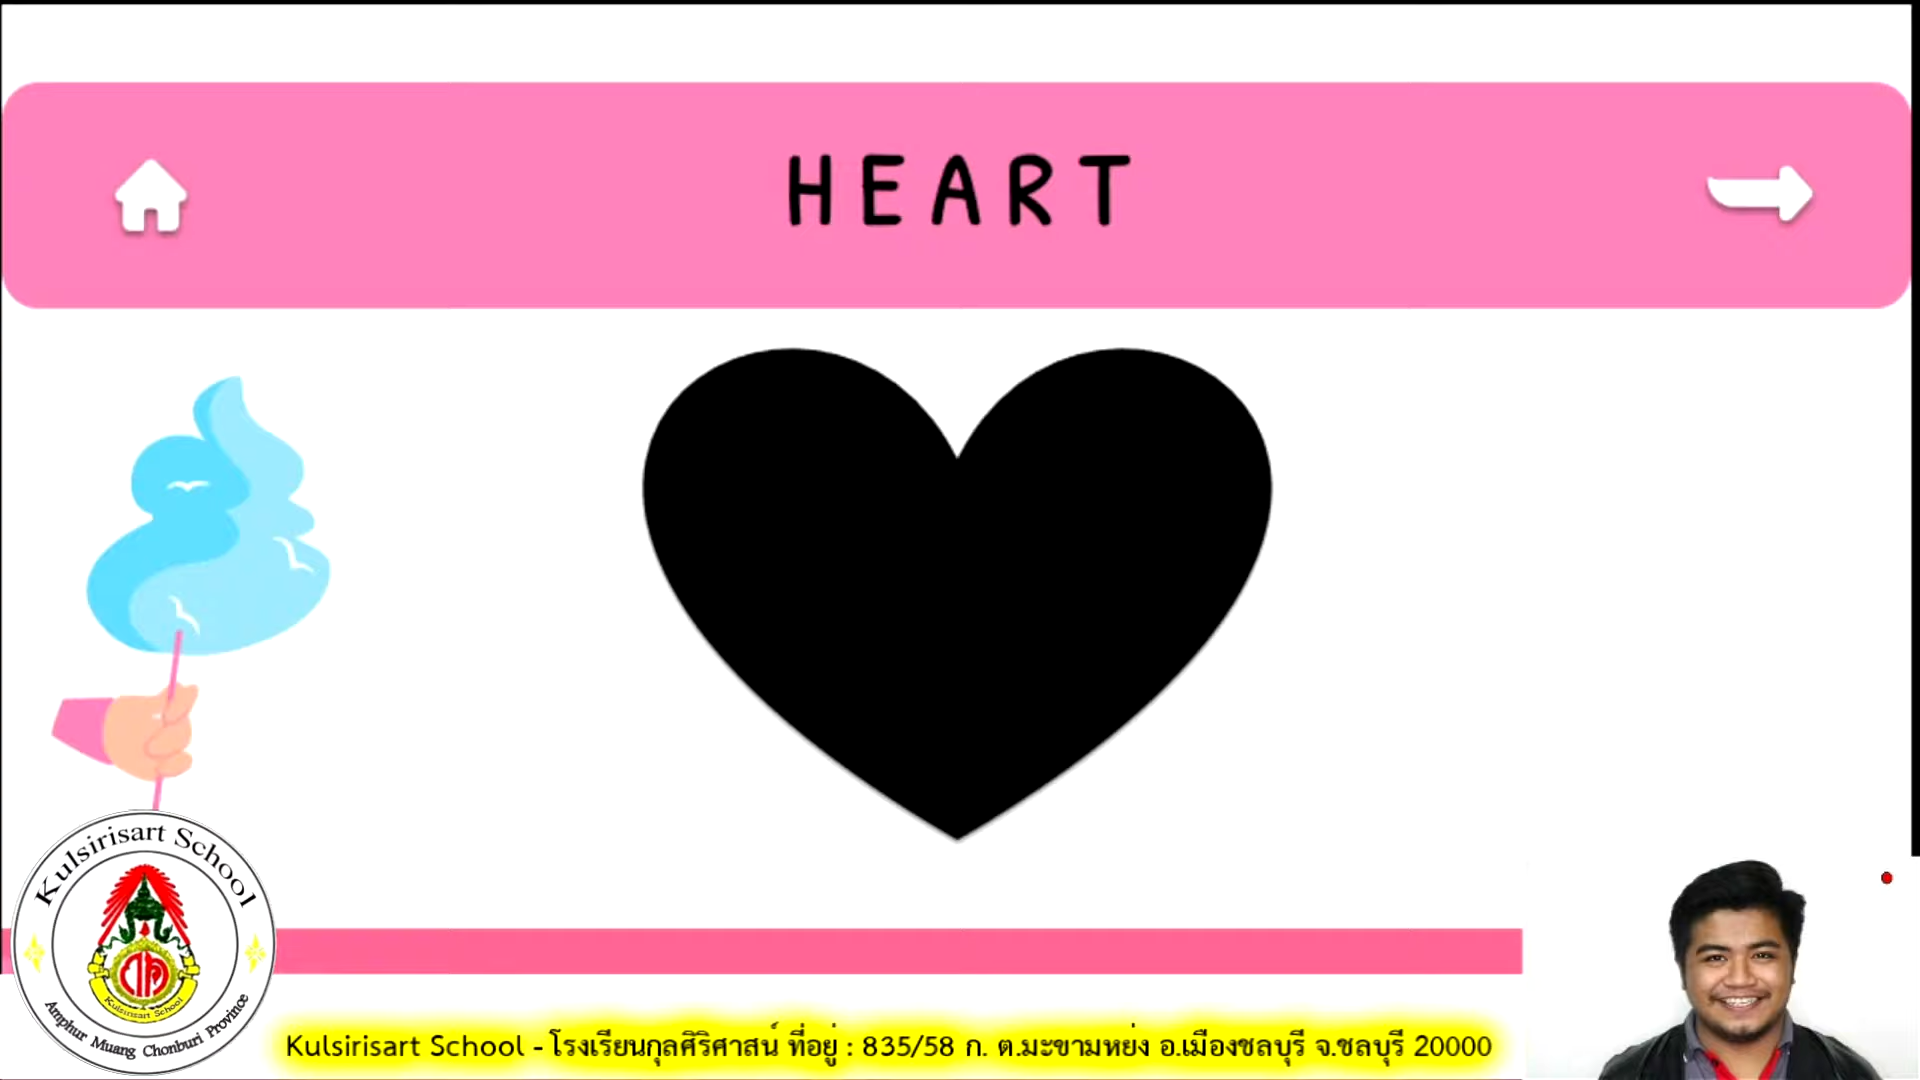 HEART
Kulsirisart School
Kulsirisart School
Amphur Muang Chonburi Province
Kulsirisart School - โรงเรียนกุลศิริศาสน์ ที่อยู่ : 835/58 ก. ต.มะขามหย่ง อ.เมืองชลบุรี จ.ชลบุรี 20000